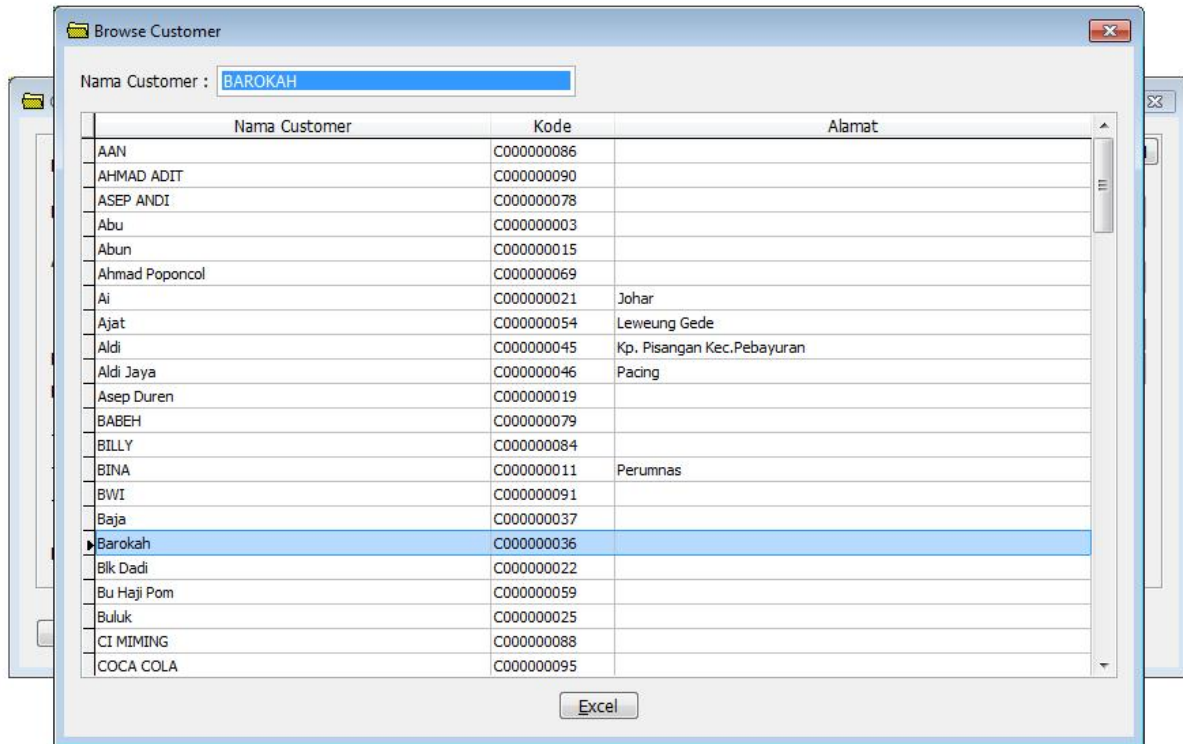 Browse Customer
Nama Customer : BAROKAH
Nama Customer Kode Alamat
AAN C000000086
AHMAD ADIT C000000090
ASEP ANDI C000000078
Abu C000000003
Abun C000000015
Ahmad Poponcol C000000069
Ai C000000021 Johar
Ajat C000000054 Leweung Gede
Aldi C000000045 Kp. Pisangan Kec.Pebayuran
Aldi Jaya C000000046 Pacing
Asep Duren C000000019
BABEH C000000079
BILLY C000000084
BINA C000000011 Perumnas
BWI C000000091
Baja C000000037
Barokah C000000036
Blk Dadi C000000022
Bu Haji Pom C000000059
Buluk C000000025
CI MIMING C000000088
COCA COLA C000000095
Excel